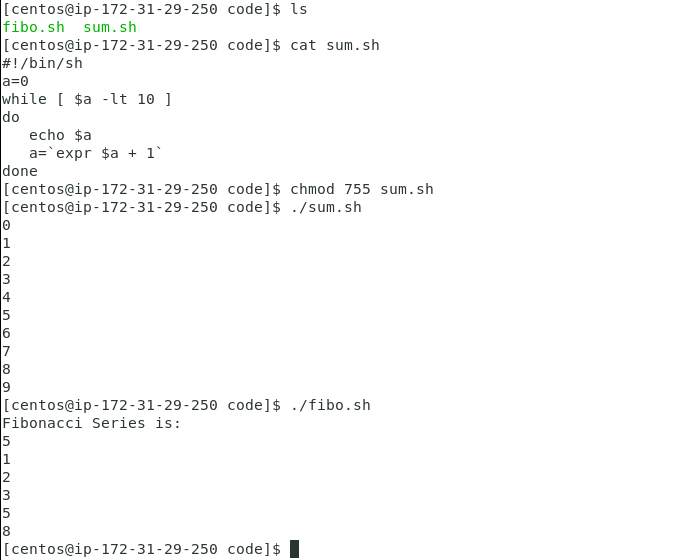 [centos@ip-172-31-29-250 code]$ ls
fibo.sh  sum.sh
[centos@ip-172-31-29-250 code]$ cat sum.sh
#!/bin/sh
a=0
while [ $a -lt 10 ]
do
   echo $a
   a=`expr $a + 1`
done
[centos@ip-172-31-29-250 code]$ chmod 755 sum.sh
[centos@ip-172-31-29-250 code]$ ./sum.sh
0
1
2
3
4
5
6
7
8
9
[centos@ip-172-31-29-250 code]$ ./fibo.sh
Fibonacci Series is:
5
1
2
3
5
8
[centos@ip-172-31-29-250 code]$